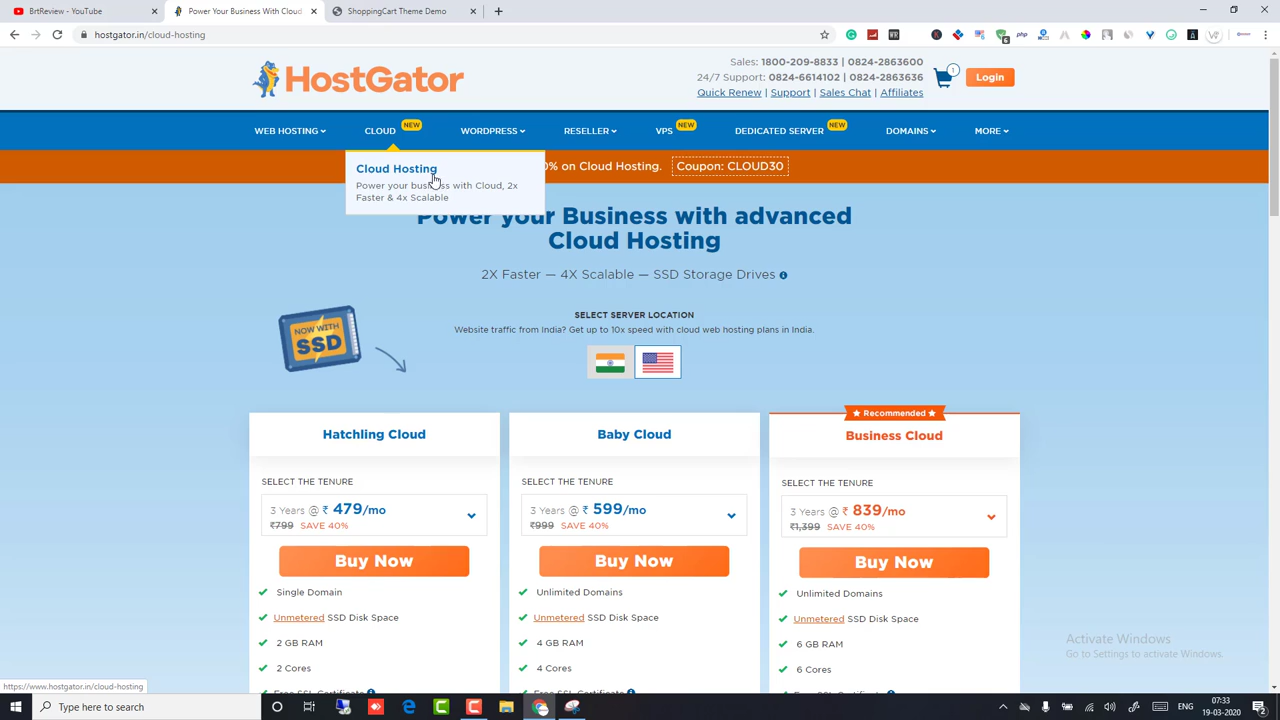 BrtReview - YouTube
Power Your Business With Cloud
ShoppingCart Temte Demo
hostgator.in/cloud-hosting
HostGator
Sales: 1800-209-8833 | 0824-2863600
24/7 Support: 0824-6614102 | 0824-2863636
Quick Renew | Support | Sales Chat | Affiliates
1
Login
WEB HOSTING
CLOUD
NEW
WORDPRESS
RESELLER
VPS
NEW
DEDICATED SERVER
NEW
DOMAINS
MORE
0% on Cloud Hosting.
Coupon: CLOUD30
Cloud Hosting
Power your business with Cloud, 2x
Faster & 4x Scalable
Power your Business with advanced
Cloud Hosting
2X Faster — 4X Scalable — SSD Storage Drives
NOW WITH
SSD
SELECT SERVER LOCATION
Website traffic from India? Get up to 10x speed with cloud web hosting plans in India.
Hatchling Cloud
SELECT THE TENURE
3 Years @ ₹ 479/mo
₹799 SAVE 40%
Buy Now
Single Domain
Unmetered SSD Disk Space
2 GB RAM
2 Cores
Free SSL Certificate
Baby Cloud
SELECT THE TENURE
3 Years @ ₹ 599/mo
₹999 SAVE 40%
Buy Now
Unlimited Domains
Unmetered SSD Disk Space
4 GB RAM
4 Cores
Free SSL Certificate
Recommended
Business Cloud
SELECT THE TENURE
3 Years @ ₹ 839/mo
₹1,399 SAVE 40%
Buy Now
Unlimited Domains
Unmetered SSD Disk Space
6 GB RAM
6 Cores
Activate Windows
Go to Settings to activate Windows.
https://www.hostgator.in/cloud-hosting
Type here to search
ENG
07:33
19-03-2020
2